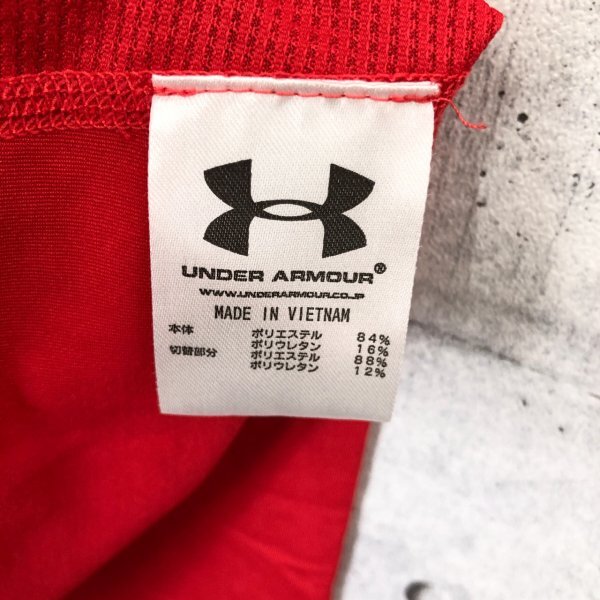 UNDER ARMOUR®
WWW.UNDERARMOUR.CO.JP
MADE IN VIETNAM
本体 ポリエステル 84%
ポリウレタン 16%
切替部分 ポリエステル 88%
ポリウレタン 12%